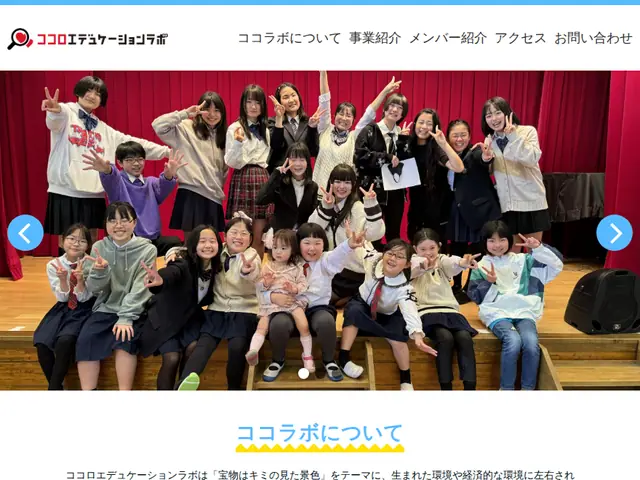 ココロエデュケーションラボ
ココラボについて 事業紹介 メンバー紹介 アクセス お問い合わせ
ココラボについて
ココロエデュケーションラボは「宝物はキミの見た景色」をテーマに、生まれた環境や経済的な環境に左右され